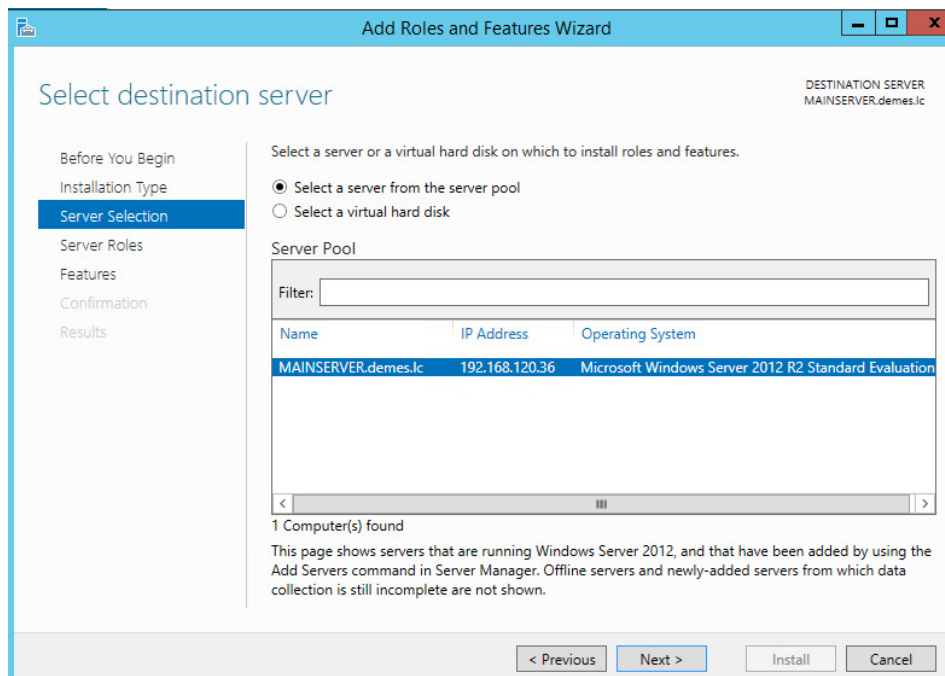 Add Roles and Features Wizard
Select destination server
DESTINATION SERVER
MAINSERVER.demes.lc
Before You Begin
Installation Type
Server Selection
Server Roles
Features
Confirmation
Results
Select a server or a virtual hard disk on which to install roles and features.
Select a server from the server pool
Select a virtual hard disk
Server Pool
Filter:
Name IP Address Operating System
MAINSERVER.demes.lc 192.168.120.36 Microsoft Windows Server 2012 R2 Standard Evaluation
1 Computer(s) found
This page shows servers that are running Windows Server 2012, and that have been added by using the
Add Servers command in Server Manager. Offline servers and newly-added servers from which data
collection is still incomplete are not shown.
< Previous Next > Install Cancel